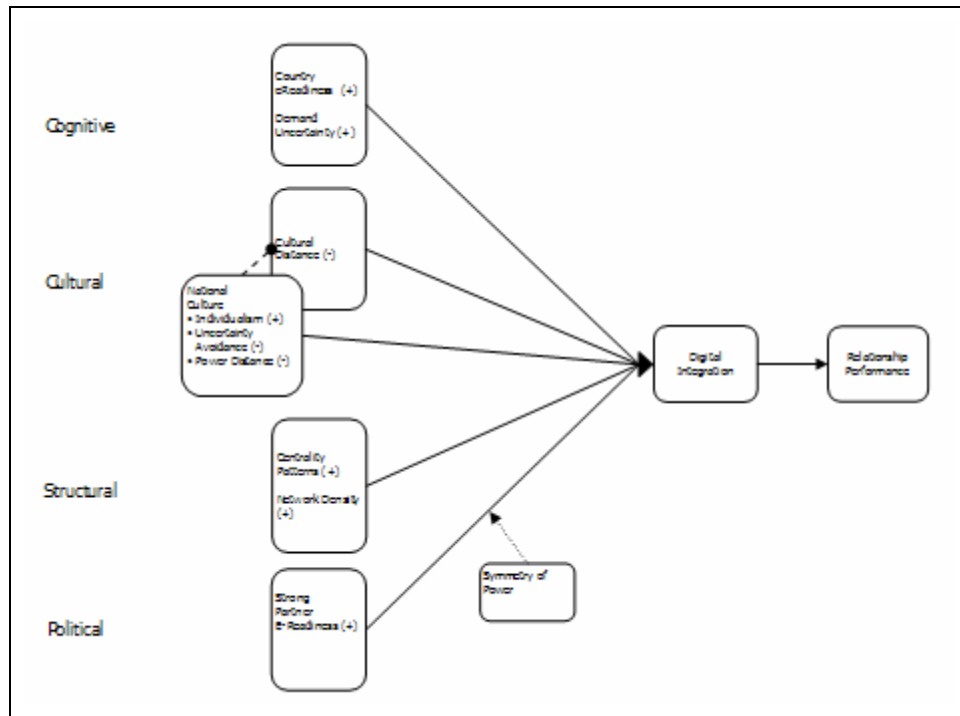 Cognitive
Country
eReadiness (+)
Demand
Uncertainty (+)
Cultural
Cultural
Distance (-)
National
Culture
• Individualism (+)
• Uncertainty
Avoidance (-)
• Power Distance (-)
Digital
Integration
Relationship
Performance
Structural
Centrality
Patterns (+)
Network Density
(+)
Symmetry of
Power
Political
Strong
Partner
E-Readiness (+)